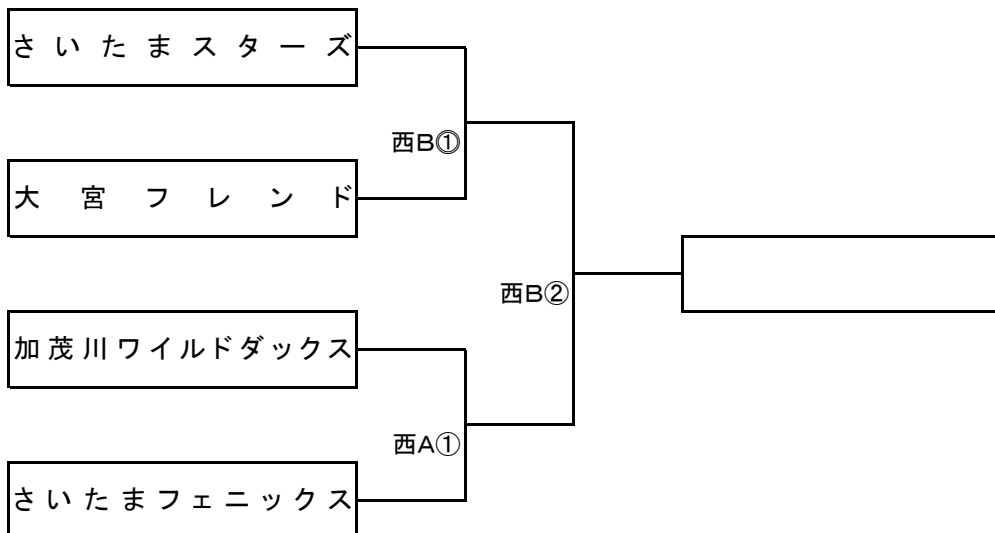 さいたまスターズ
西B①
大宮フレンド
西B②
加茂川ワイルドダックス
西A①
さいたまフェニックス